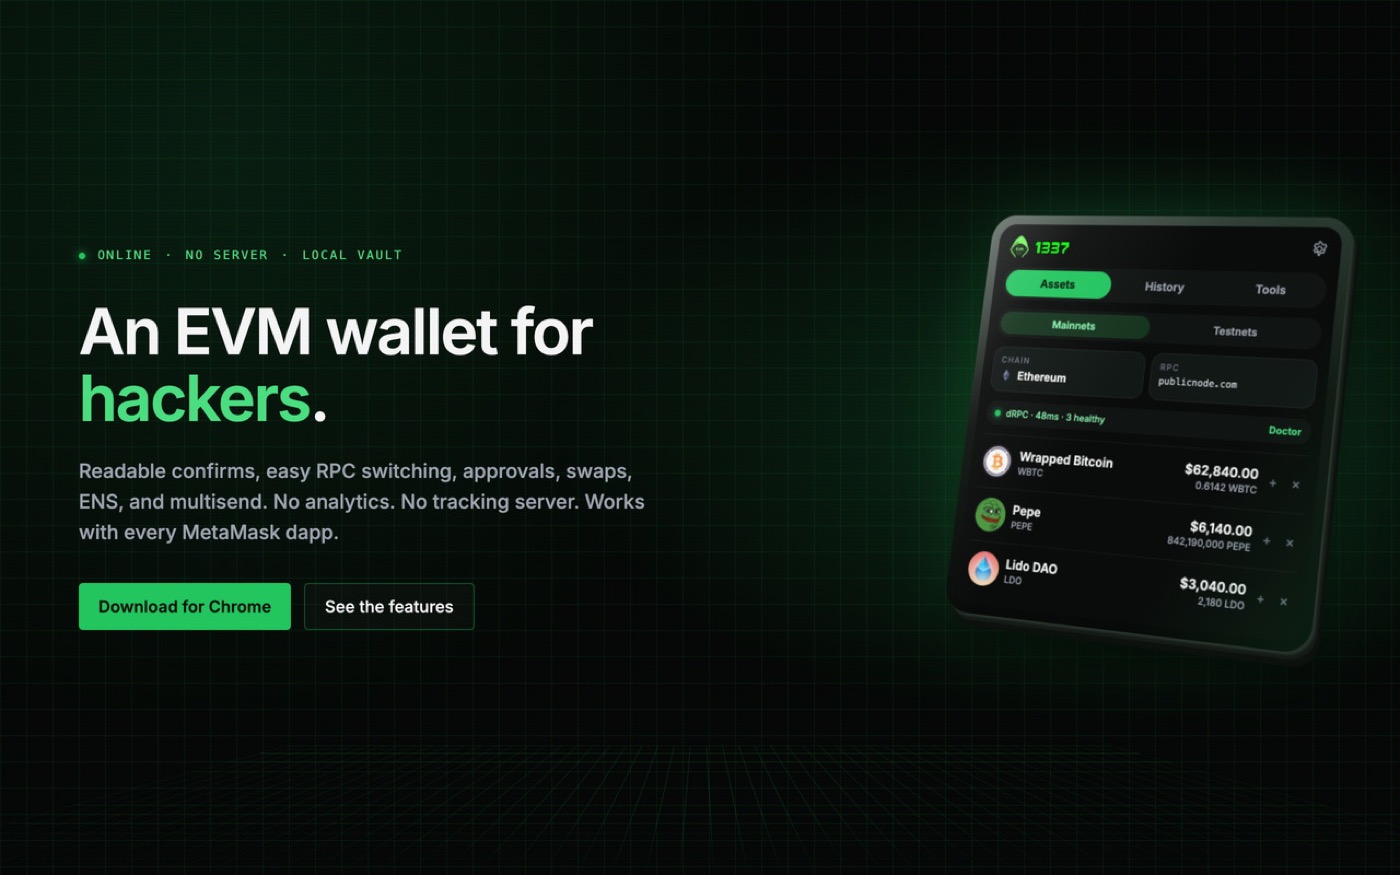 ONLINE · NO SERVER · LOCAL VAULT
An EVM wallet for
hackers.
Readable confirms, easy RPC switching, approvals, swaps,
ENS, and multisend. No analytics. No tracking server. Works
with every MetaMask dapp.
Download for Chrome
See the features
1337
Assets
History
Tools
Mainnets
Testnets
CHAIN
Ethereum
RPC
publicnode.com
dRPC · 48ms · 3 healthy
Doctor
Wrapped Bitcoin
WBTC
$62,840.00
0.6142 WBTC
+ ×
Pepe
PEPE
$6,140.00
842,190,000 PEPE
+ ×
Lido DAO
LDO
$3,040.00
2,180 LDO
+ ×